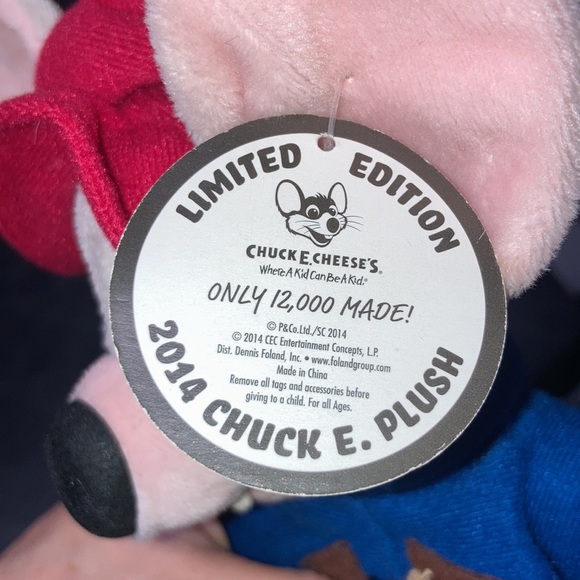 LIMITED EDITION
CHUCK E. CHEESE'S®
Where A Kid Can Be A Kid.®
ONLY 12,000 MADE!
© P&Co.Ltd./SC 2014
© 2014 CEC Entertainment Concepts, L.P.
Dist. Dennis Foland, Inc. • www.folandgroup.com
Made in China
Remove all tags and accessories before
giving to a child. For all Ages.
2014 CHUCK E. PLUSH